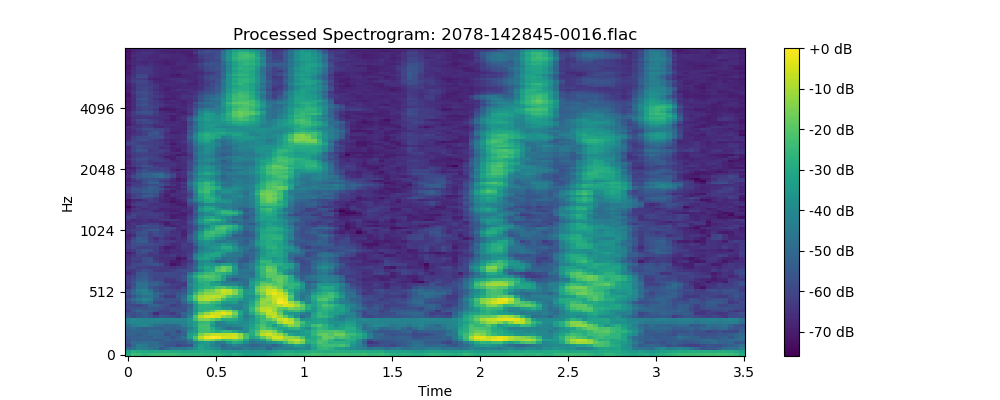 Processed Spectrogram: 2078-142845-0016.flac
+0 dB
4096
-10 dB
-20 dB
2048
-30 dB
Hz
1024
-40 dB
-50 dB
512
-60 dB
-70 dB
0
0 0.5 1 1.5 2 2.5 3 3.5
Time